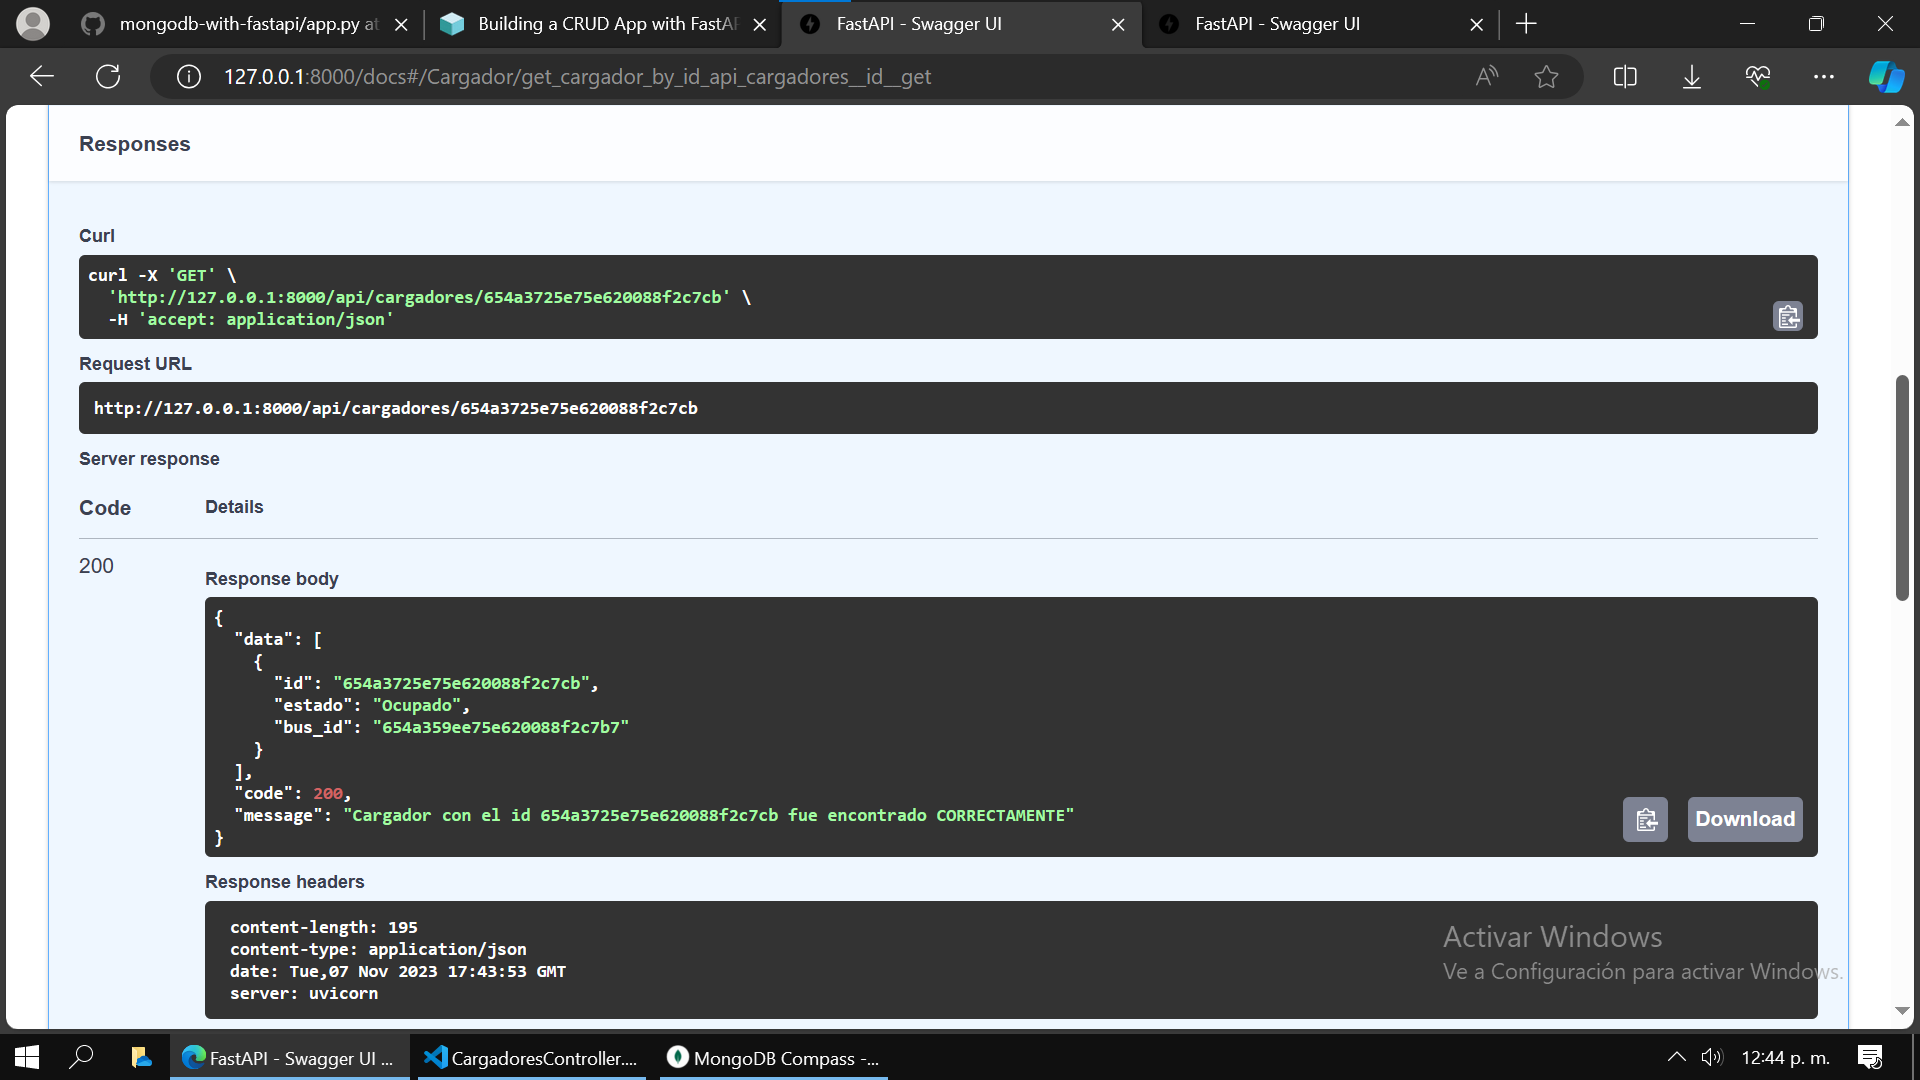 mongodb-with-fastapi/app.py at
Building a CRUD App with FastAP
FastAPI - Swagger UI
FastAPI - Swagger UI
127.0.0.1:8000/docs#/Cargador/get_cargador_by_id_api_cargadores__id__get
Responses
Curl
curl -X 'GET' \
'http://127.0.0.1:8000/api/cargadores/654a3725e75e620088f2c7cb' \
-H 'accept: application/json'
Request URL
http://127.0.0.1:8000/api/cargadores/654a3725e75e620088f2c7cb
Server response
Code Details
200
Response body
{
"data": [
{
"id": "654a3725e75e620088f2c7cb",
"estado": "Ocupado",
"bus_id": "654a359ee75e620088f2c7b7"
}
],
"code": 200,
"message": "Cargador con el id 654a3725e75e620088f2c7cb fue encontrado CORRECTAMENTE"
}
Download
Response headers
content-length: 195
content-type: application/json
date: Tue,07 Nov 2023 17:43:53 GMT
server: uvicorn
Activar Windows
Ve a Configuración para activar Windows.
FastAPI - Swagger UI ...
CargadoresController....
MongoDB Compass -...
12:44 p. m.